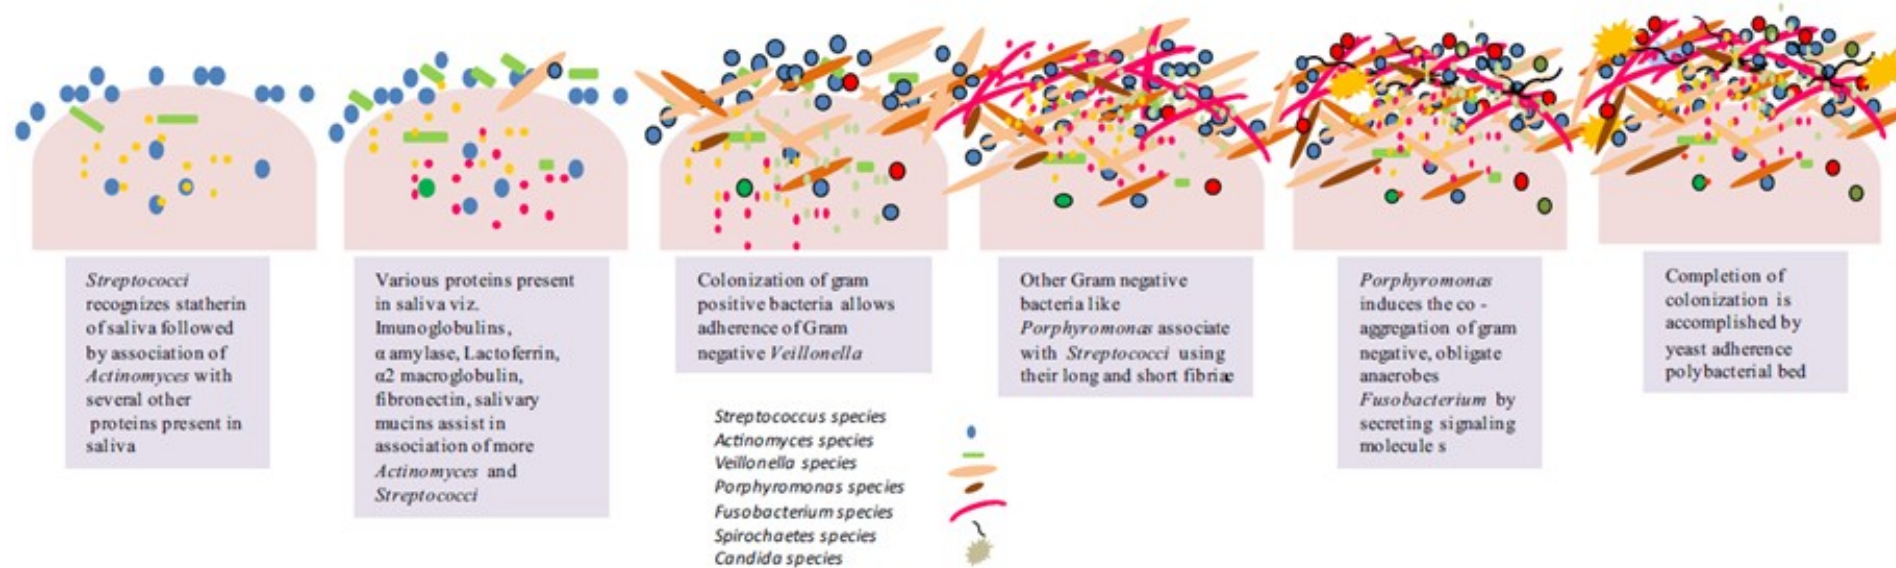 Streptococci
recognizes statherin
of saliva followed
by association of
Actinomyces with
several other
proteins present in
saliva
Various proteins present
in saliva viz.
Imunoglobulins,
α amylase, Lactoferrin,
α2 macroglobulin,
fibronectin, salivary
mucins assist in
association of more
Actinomyces and
Streptococci
Colonization of gram
positive bacteria allows
adherence of Gram
negative Veillonella
Other Gram negative
bacteria like
Porphyromonas associate
with Streptococci using
their long and short fibriae
Porphyromonas
induces the co -
aggregation of gram
negative, obligate
anaerobes
Fusobacterium by
secreting signaling
molecule s
Completion of
colonization is
accomplished by
yeast adherence
polybacterial bed
Streptococcus species
Actinomyces species
Veillonella species
Porphyromonas species
Fusobacterium species
Spirochaetes species
Candida species